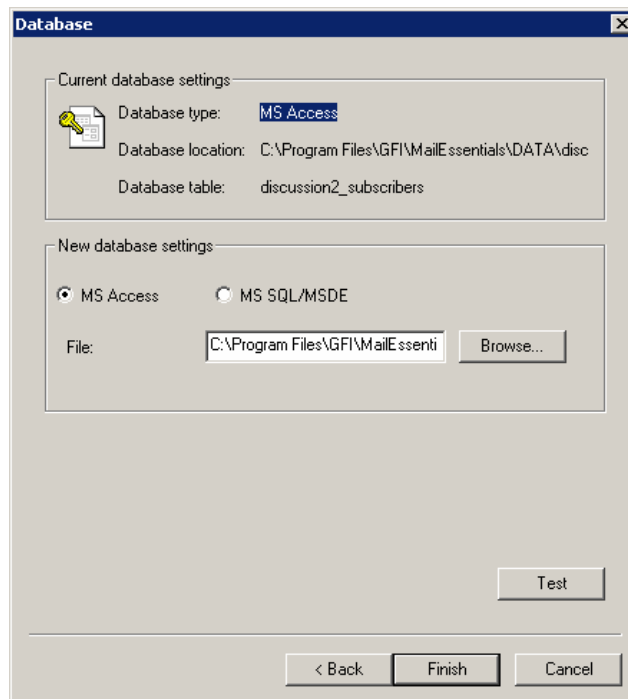 Database
Current database settings
Database type: MS Access
Database location: C:\Program Files\GFI\MailEssentials\DATA\disc
Database table: discussion2_subscribers
New database settings
MS Access MS SQL/MSDE
File: C:\Program Files\GFI\MailEssenti Browse...
Test
< Back Finish Cancel